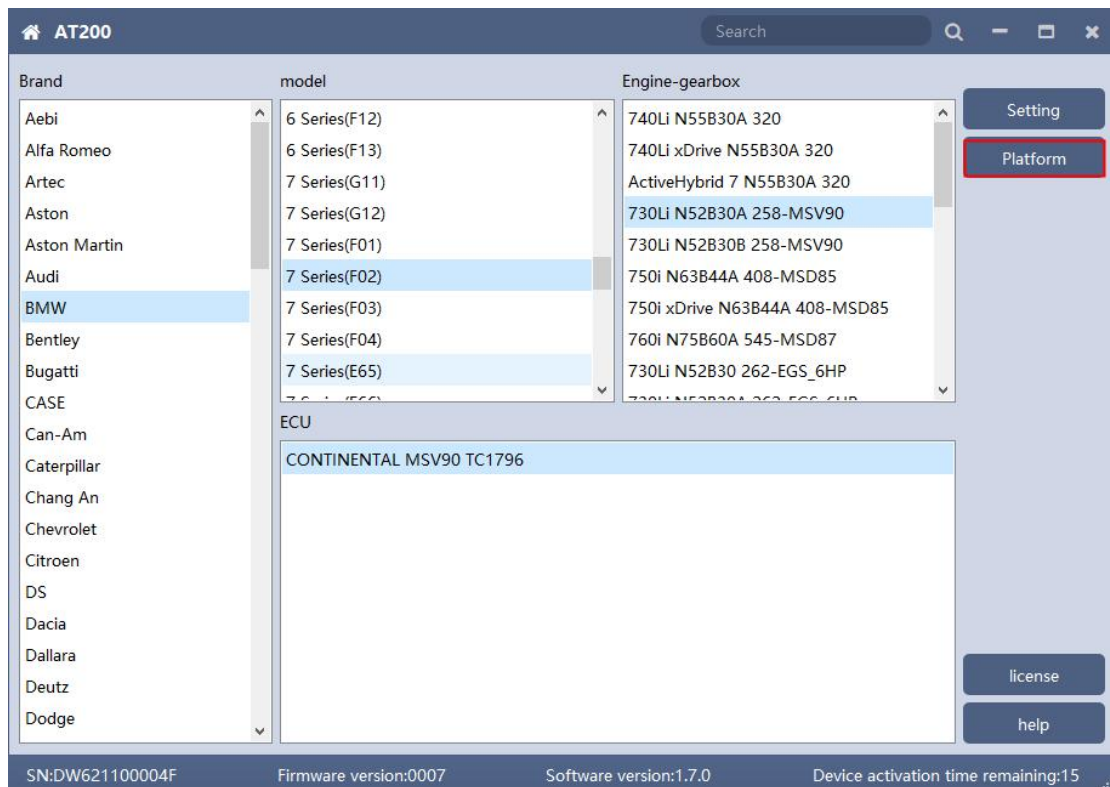 AT200
Search
Brand
Aebi
Alfa Romeo
Artec
Aston
Aston Martin
Audi
BMW
Bentley
Bugatti
CASE
Can-Am
Caterpillar
Chang An
Chevrolet
Citroen
DS
Dacia
Dallara
Deutz
Dodge
model
6 Series(F12)
6 Series(F13)
7 Series(G11)
7 Series(G12)
7 Series(F01)
7 Series(F02)
7 Series(F03)
7 Series(F04)
7 Series(E65)
Engine-gearbox
740Li N55B30A 320
740Li xDrive N55B30A 320
ActiveHybrid 7 N55B30A 320
730Li N52B30A 258-MSV90
730Li N52B30B 258-MSV90
750i N63B44A 408-MSD85
750i xDrive N63B44A 408-MSD85
760i N75B60A 545-MSD87
730Li N52B30 262-EGS_6HP
ECU
CONTINENTAL MSV90 TC1796
Setting
Platform
license
help
SN:DW621100004F
Firmware version:0007
Software version:1.7.0
Device activation time remaining:15